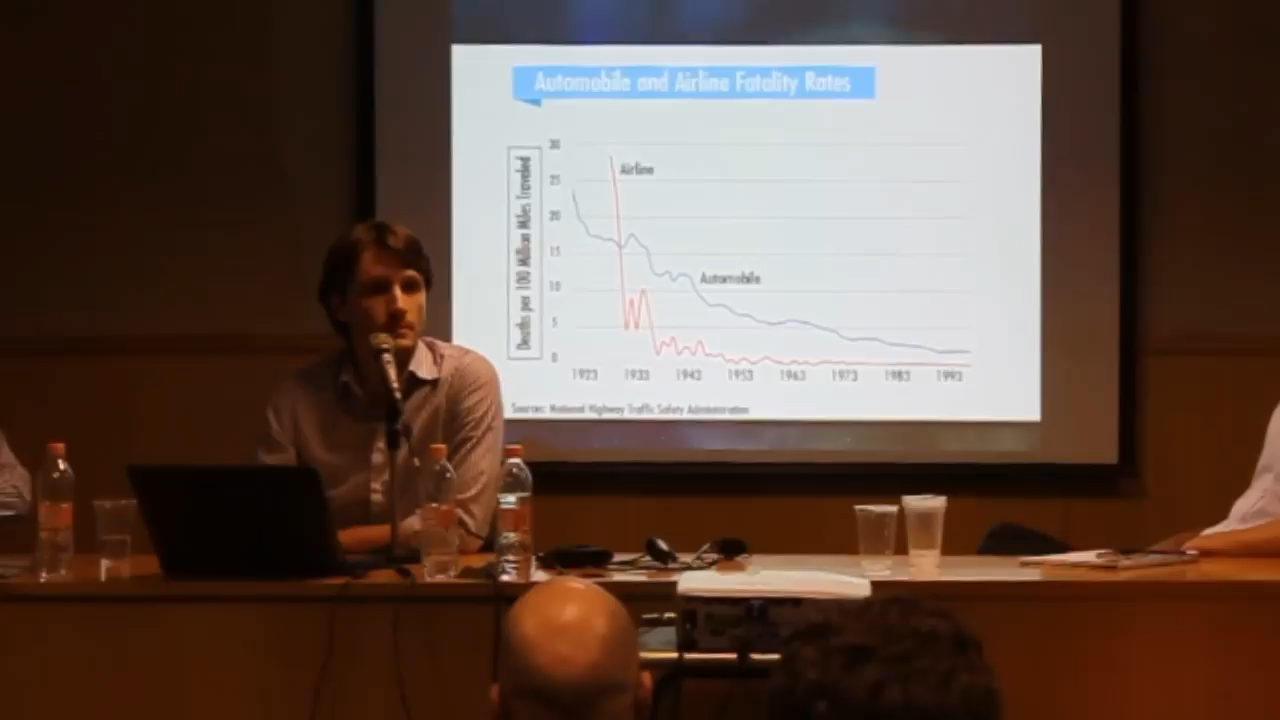 Automobile and Airline Fatality Rates
Deaths per 100 Million Miles Traveled
30
25
20
15
10
5
0
Airline
Automobile
1923 1933 1943 1953 1963 1973 1983 1993
Source: National Highway Traffic Safety Administration